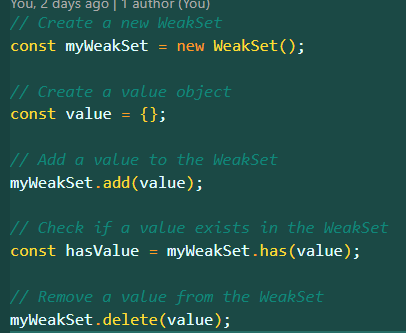 You, 2 days ago | 1 author (You)
// Create a new WeakSet
const myWeakSet = new WeakSet();
// Create a value object
const value = {};
// Add a value to the WeakSet
myWeakSet.add(value);
// Check if a value exists in the WeakSet
const hasValue = myWeakSet.has(value);
// Remove a value from the WeakSet
myWeakSet.delete(value);